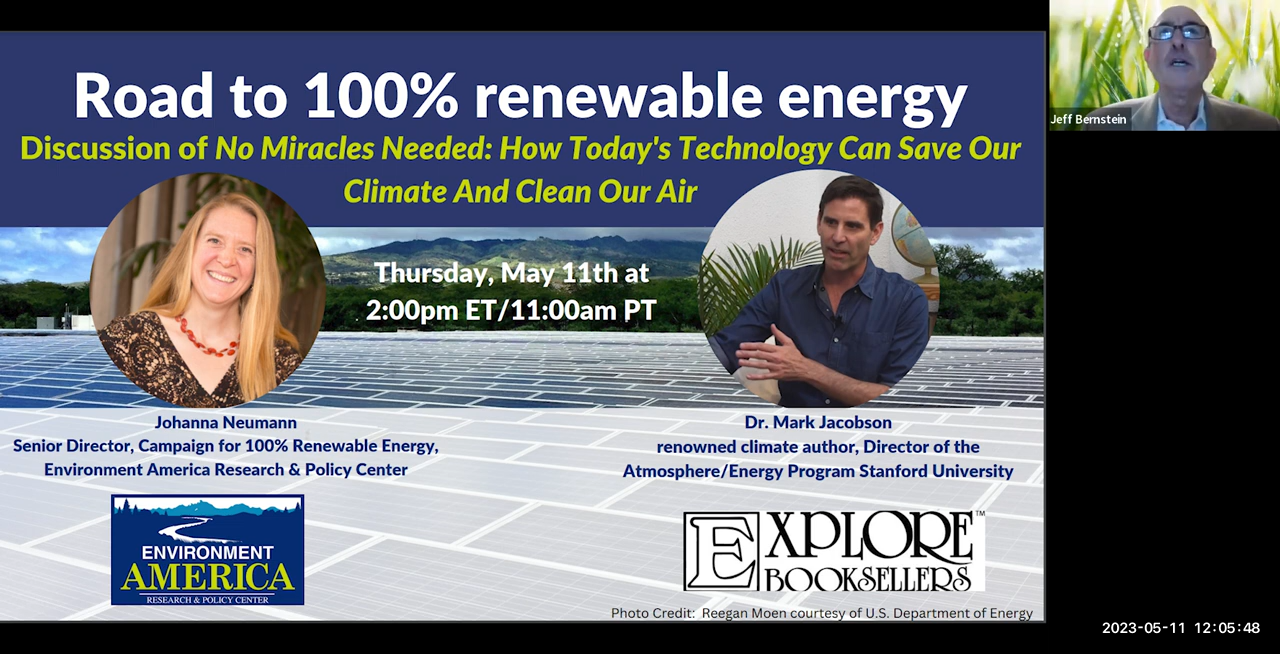 Road to 100% renewable energy
Discussion of No Miracles Needed: How Today's Technology Can Save Our
Climate And Clean Our Air
Thursday, May 11th at
2:00pm ET/11:00am PT
Johanna Neumann
Senior Director, Campaign for 100% Renewable Energy,
Environment America Research & Policy Center
Dr. Mark Jacobson
renowned climate author, Director of the
Atmosphere/Energy Program Stanford University
ENVIRONMENT
AMERICA
RESEARCH & POLICY CENTER
EXPLORE™
BOOKSELLERS
Photo Credit: Reegan Moen courtesy of U.S. Department of Energy
Jeff Bernstein
2023-05-11 12:05:48